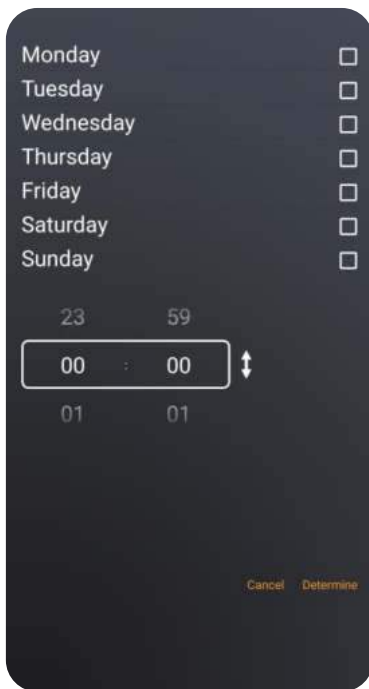 Monday
Tuesday
Wednesday
Thursday
Friday
Saturday
Sunday
23 59
00 : 00
01 01
Cancel Determine